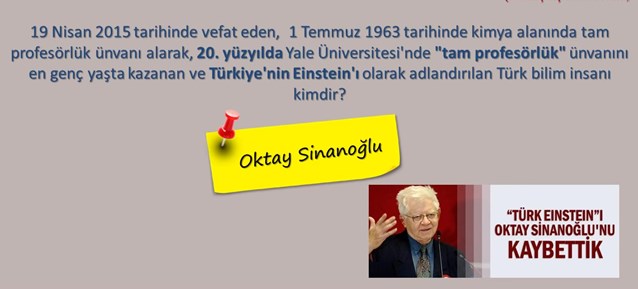 19 Nisan 2015 tarihinde vefat eden, 1 Temmuz 1963 tarihinde kimya alanında tam
profesörlük ünvanı alarak, 20. yüzyılda Yale Üniversitesi'nde "tam profesörlük" ünvanını
en genç yaşta kazanan ve Türkiye'nin Einstein'ı olarak adlandırılan Türk bilim insanı
kimdir?
Oktay Sinanoğlu
“TÜRK EINSTEIN”I
OKTAY SİNANOĞLU'NU
KAYBETTİK